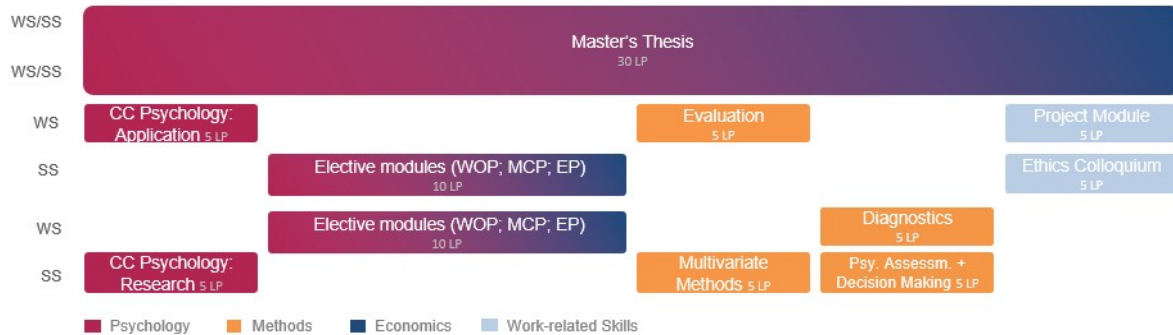 WS/SS
Master's Thesis
30 LP
WS/SS
WS
CC Psychology:
Application 5 LP
Evaluation
5 LP
Project Module
5 LP
SS
Elective modules (WOP; MCP; EP)
10 LP
Ethics Colloquium
5 LP
WS
Elective modules (WOP; MCP; EP)
10 LP
Diagnostics
5 LP
SS
CC Psychology:
Research 5 LP
Multivariate
Methods 5 LP
Psy. Assessm. +
Decision Making 5 LP
Psychology
Methods
Economics
Work-related Skills